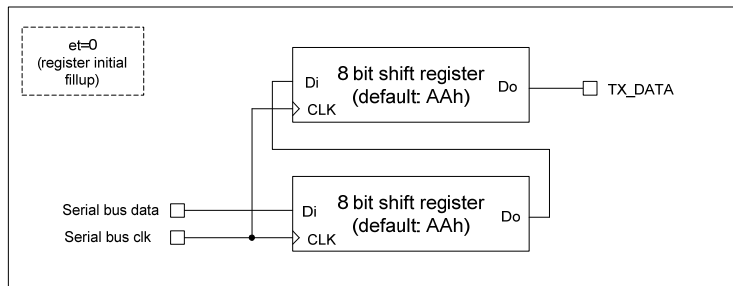 et=0
(register initial
fillup)
8 bit shift register
(default: AAh)
Di
CLK
Do
TX_DATA
8 bit shift register
(default: AAh)
Di
CLK
Do
Serial bus data
Serial bus clk